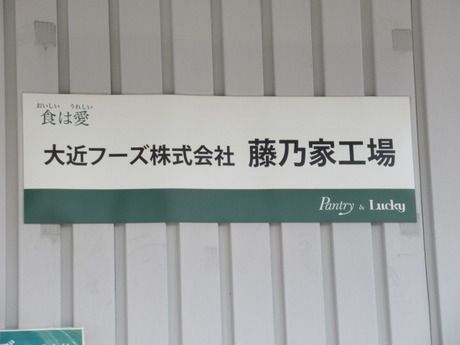 おいしい うれしい
食は愛
大近フーズ株式会社 藤乃家工場
Pantry & Lucky